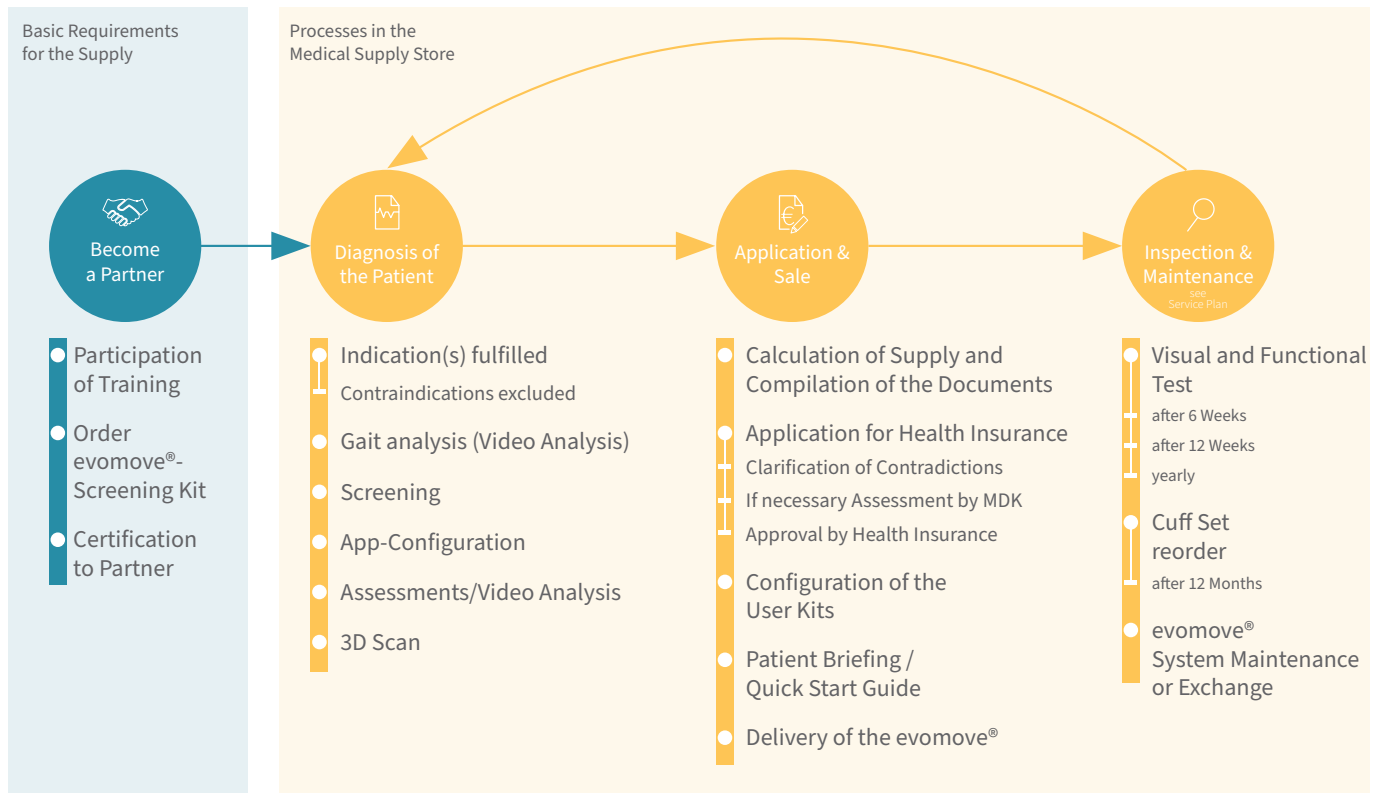 Basic Requirements
for the Supply
Processes in the
Medical Supply Store
Become
a Partner
Diagnosis of
the Patient
Application &
Sale
Inspection &
Maintenance
see
Service Plan
Participation
of Training
Order
evomove®-
Screening Kit
Certification
to Partner
Indication(s) fulfilled
Contraindications excluded
Gait analysis (Video Analysis)
Screening
App-Configuration
Assessments/Video Analysis
3D Scan
Calculation of Supply and
Compilation of the Documents
Application for Health Insurance
Clarification of Contradictions
If necessary Assessment by MDK
Approval by Health Insurance
Configuration of the
User Kits
Patient Briefing /
Quick Start Guide
Delivery of the evomove®
Visual and Functional
Test
after 6 Weeks
after 12 Weeks
yearly
Cuff Set
reorder
after 12 Months
evomove®
System Maintenance
or Exchange